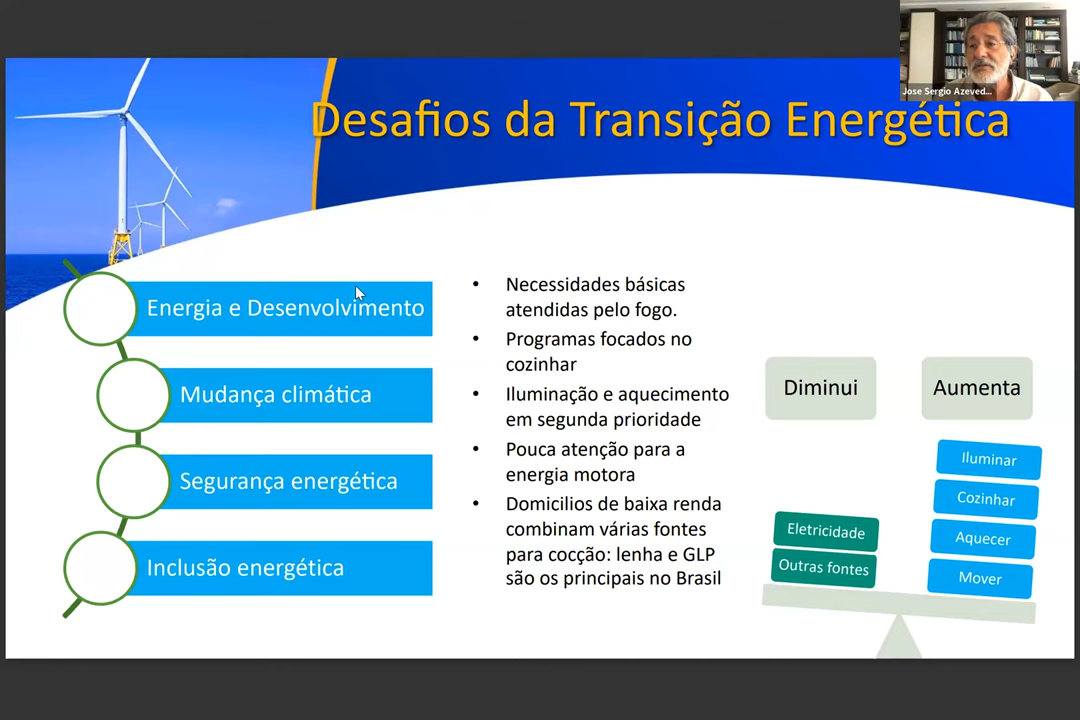 Jose Sergio Azeved...
Desafios da Transição Energética
Energia e Desenvolvimento
Mudança climática
Segurança energética
Inclusão energética
• Necessidades básicas
atendidas pelo fogo.
• Programas focados no
cozinhar
• Iluminação e aquecimento
em segunda prioridade
• Pouca atenção para a
energia motora
• Domicilios de baixa renda
combinam várias fontes
para cocção: lenha e GLP
são os principais no Brasil
Diminui
Aumenta
Eletricidade
Outras fontes
Iluminar
Cozinhar
Aquecer
Mover